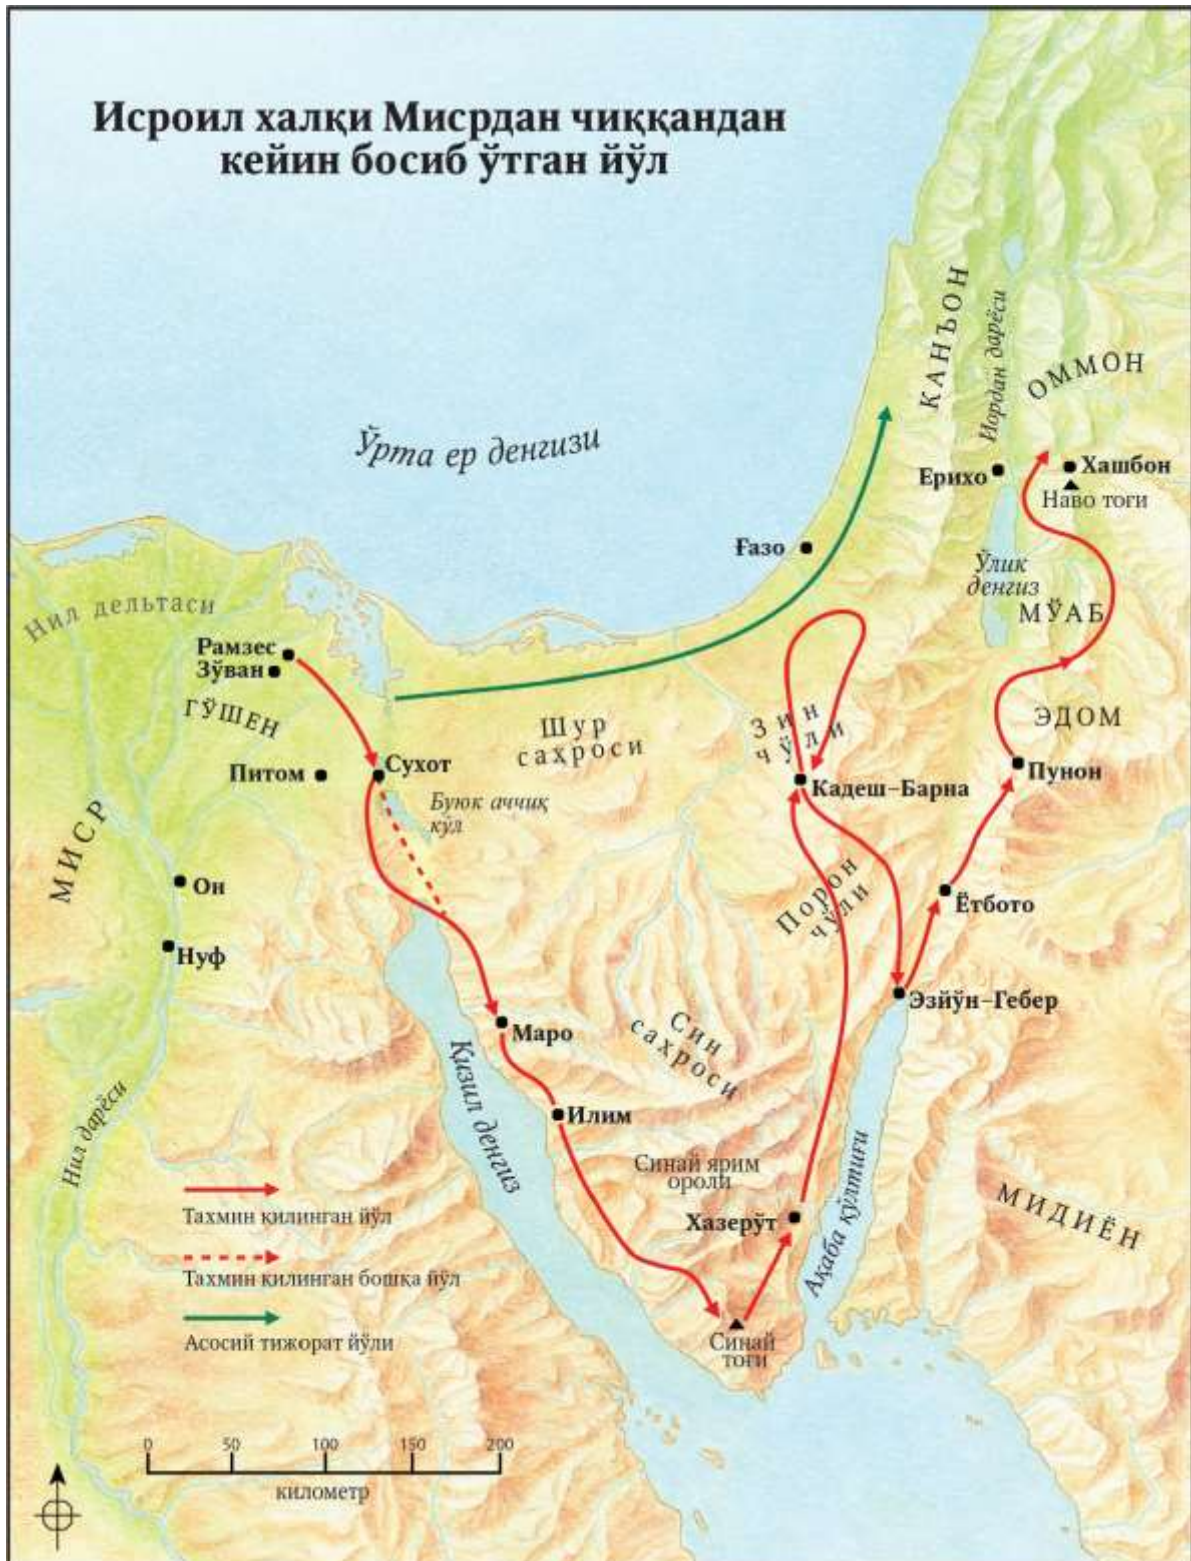 Исроил халқи Мисрдан чиққандан
кейин босиб ўтган йўл
КАНЪОН
Иордан дарёси
ОММОН
Ўрта ер денгизи
Ерихо
Хашбон
Наво тоғи
Ғазо
Ўлик
денгиз
Нил дельтаси
МЎАБ
Рамзес
Зўван
ГЎШЕН
Шур
саҳроси
Зин
чўли
ЭДОМ
Питом
Сухот
Пунон
Кадеш–Барна
Буюк аччиқ
кўл
МИСР
Он
Порон
чўли
Ётбото
Нуф
Эзйўн–Гебер
Маро
Син
саҳроси
Қизил денгиз
Илим
Нил дарёси
Синай ярим
ороли
Ақаба қўлтиғи
МИДИЁН
Хазерўт
Тахмин қилинган йўл
Тахмин қилинган бошқа йўл
Асосий тижорат йўли
Синай
тоғи
0 50 100 150 200
километр